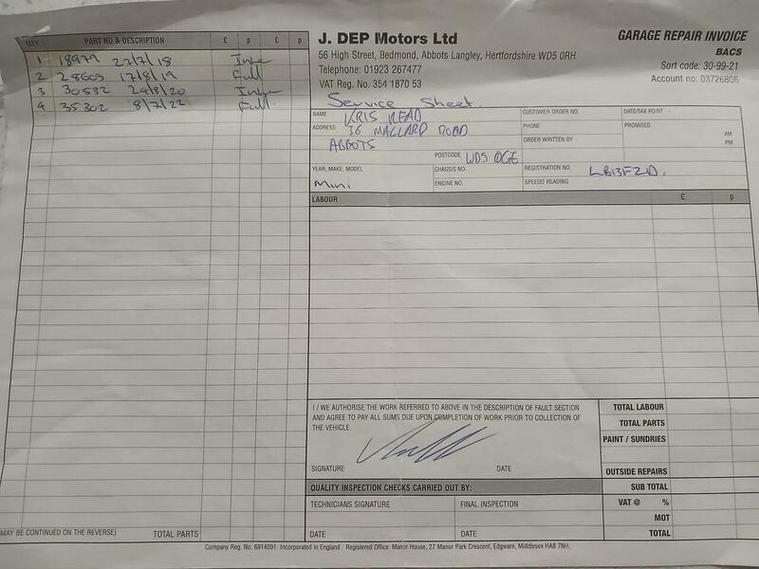 J. DEP Motors Ltd
56 High Street, Bedmond, Abbots Langley, Hertfordshire WD5 0RH
Telephone: 01923 267477
VAT Reg. No. 354 1870 53
GARAGE REPAIR INVOICE
BACS
Sort code: 30-99-21
Account no: 03726806
QTY PART NO & DESCRIPTION £ p £ p
1 18979 27/7/18 Inter
2 28603 17/8/19 Full
3 30532 24/8/20 Inter
4 35302 8/7/22 Full
Service Sheet.
NAME KRIS READ
ADDRESS 36 MALLARD ROAD
ABBOTS
POSTCODE WD5 0GE
CUSTOMER ORDER NO. DATE/TAX POINT
PHONE PROMISED
ORDER WRITTEN BY AM
PM
YEAR, MAKE, MODEL CHASSIS NO. REGISTRATION NO. LB13FZD.
Mini ENGINE NO. SPEEDO READING
LABOUR £ p
I / WE AUTHORISE THE WORK REFERRED TO ABOVE IN THE DESCRIPTION OF FAULT SECTION
AND AGREE TO PAY ALL SUMS DUE UPON COMPLETION OF WORK PRIOR TO COLLECTION OF
THE VEHICLE.
SIGNATURE DATE
QUALITY INSPECTION CHECKS CARRIED OUT BY:
TECHNICIANS SIGNATURE FINAL INSPECTION
DATE DATE
TOTAL LABOUR
TOTAL PARTS
PAINT / SUNDRIES
OUTSIDE REPAIRS
SUB TOTAL
VAT @ %
MOT
TOTAL
MAY BE CONTINUED ON THE REVERSE) TOTAL PARTS
Company Reg. No. 6914091 Incorporated in England Registered Office: Manor House, 27 Manor Park Crescent, Edgware, Middlesex HA8 7NH.